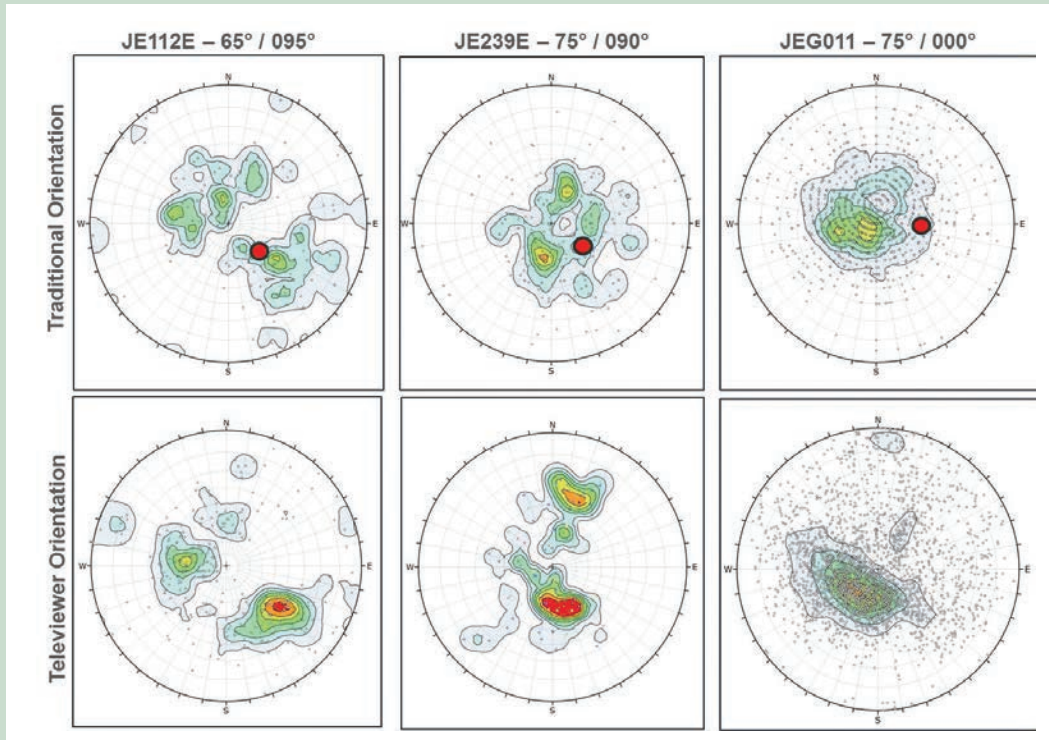 JE112E – 65° / 095°
JE239E – 75° / 090°
JEG011 – 75° / 000°
Traditional Orientation
N
W
E
S
N
W
E
S
N
W
E
S
Televiewer Orientation
N
W
E
S
N
W
E
S
N
W
E
S